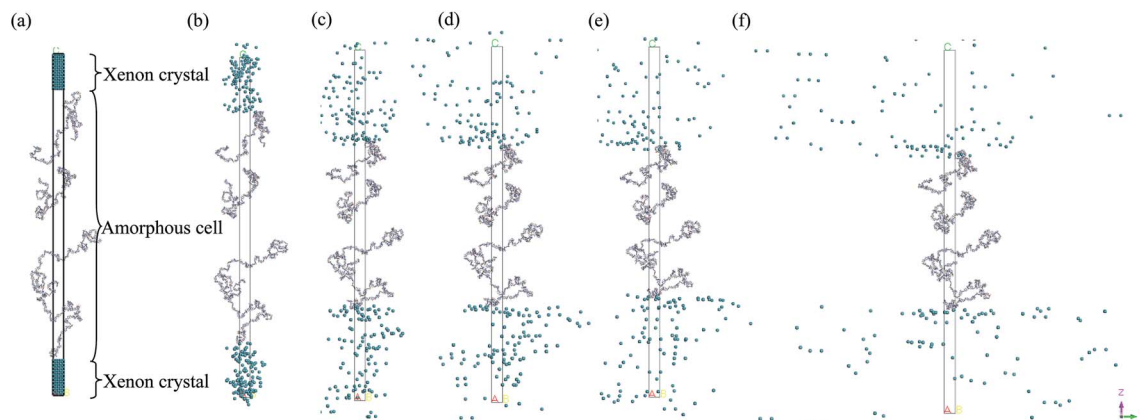 (a)
(b)
(c)
(d)
(e)
(f)
C
C
C
C
C
Xenon crystal
Amorphous cell
Xenon crystal
A B
A B
A B
A
B
Z